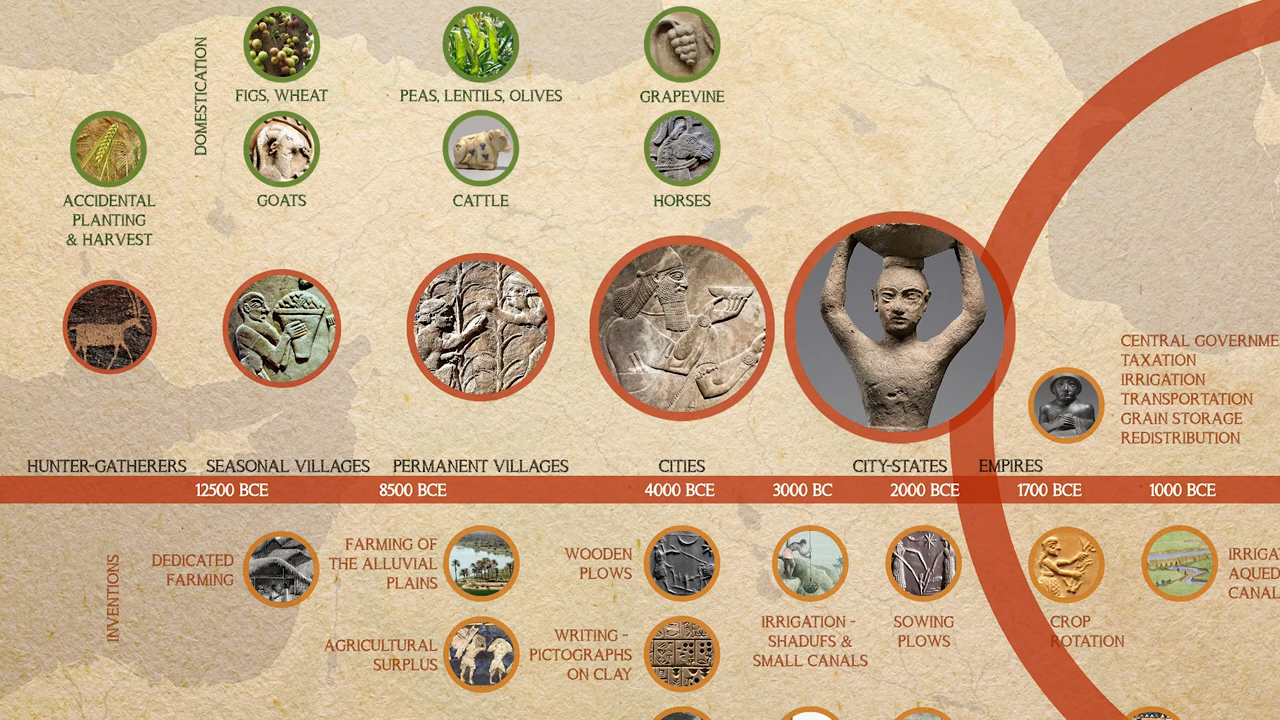 DOMESTICATION
FIGS, WHEAT
PEAS, LENTILS, OLIVES
GRAPEVINE
ACCIDENTAL
PLANTING
& HARVEST
GOATS
CATTLE
HORSES
CENTRAL GOVERNME
TAXATION
IRRIGATION
TRANSPORTATION
GRAIN STORAGE
REDISTRIBUTION
HUNTER-GATHERERS
SEASONAL VILLAGES
PERMANENT VILLAGES
CITIES
CITY-STATES
EMPIRES
12500 BCE
8500 BCE
4000 BCE
3000 BC
2000 BCE
1700 BCE
1000 BCE
INVENTIONS
DEDICATED
FARMING
FARMING OF
THE ALLUVIAL
PLAINS
WOODEN
PLOWS
IRRIGATION -
SHADUFS &
SMALL CANALS
SOWING
PLOWS
CROP
ROTATION
IRRIGA
AQUED
CANAL
AGRICULTURAL
SURPLUS
WRITING -
PICTOGRAPHS
ON CLAY